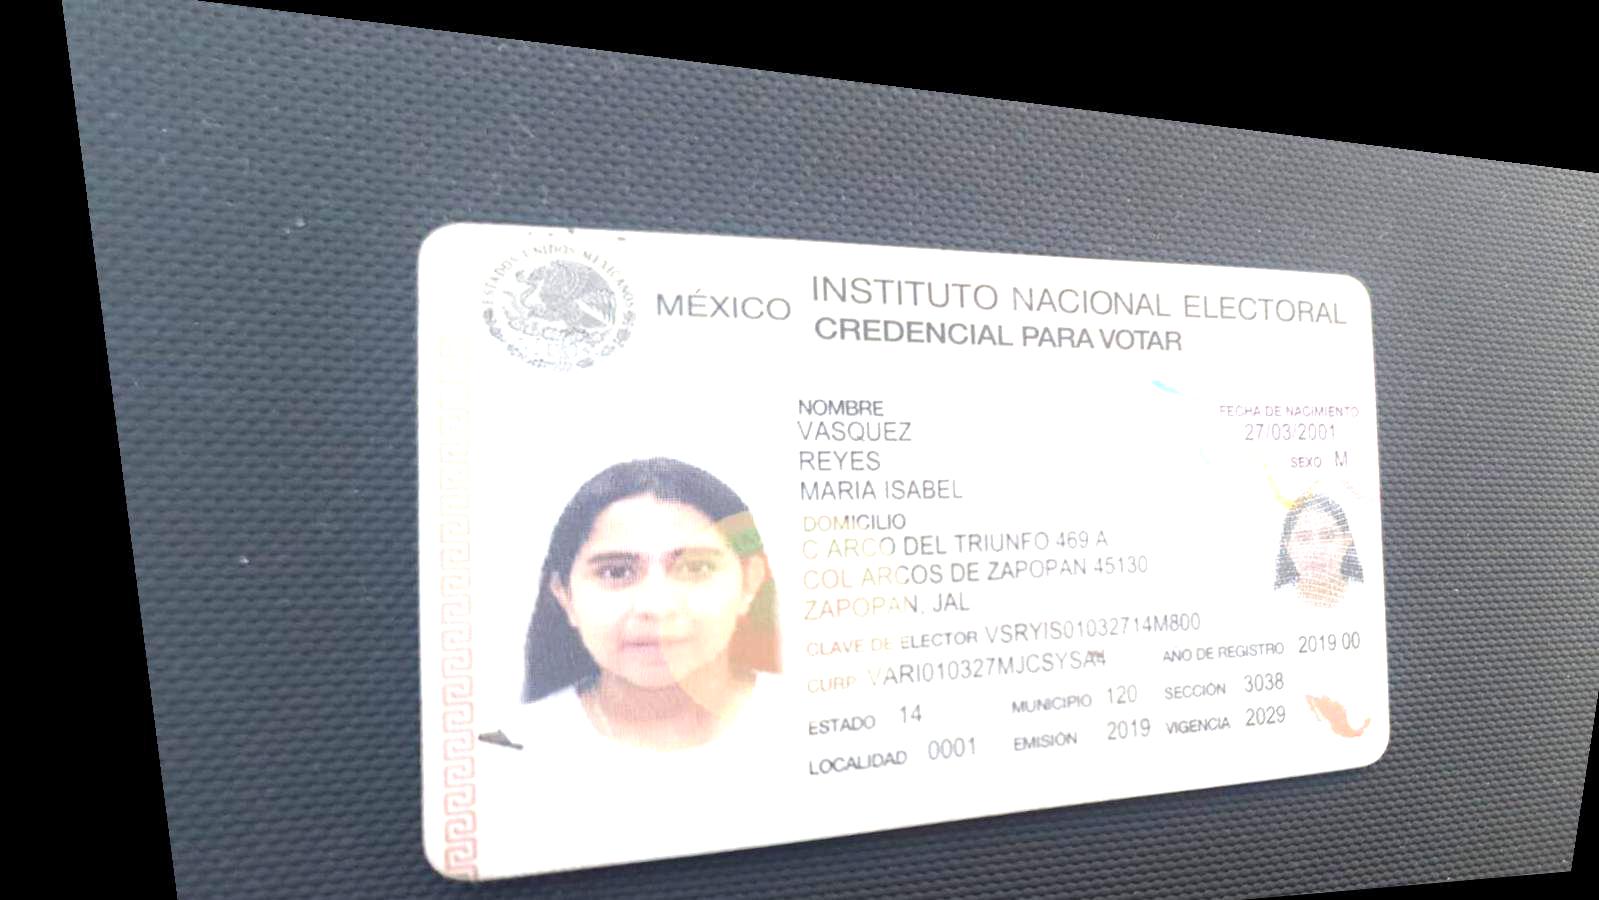 ESTADOS UNIDOS MEXICANOS
MÉXICO
INSTITUTO NACIONAL ELECTORAL
CREDENCIAL PARA VOTAR
NOMBRE
VASQUEZ
REYES
MARIA ISABEL
FECHA DE NACIMIENTO
27/03/2001
SEXO M
DOMICILIO
C ARCO DEL TRIUNFO 469 A
COL ARCOS DE ZAPOPAN 45130
ZAPOPAN, JAL
CLAVE DE ELECTOR VSRYIS01032714M800
CURP AÑO DE REGISTRO 2019 00
ESTADO 14 MUNICIPIO 120 SECCIÓN 3038
LOCALIDAD 0001 EMISIÓN 2019 VIGENCIA 2029